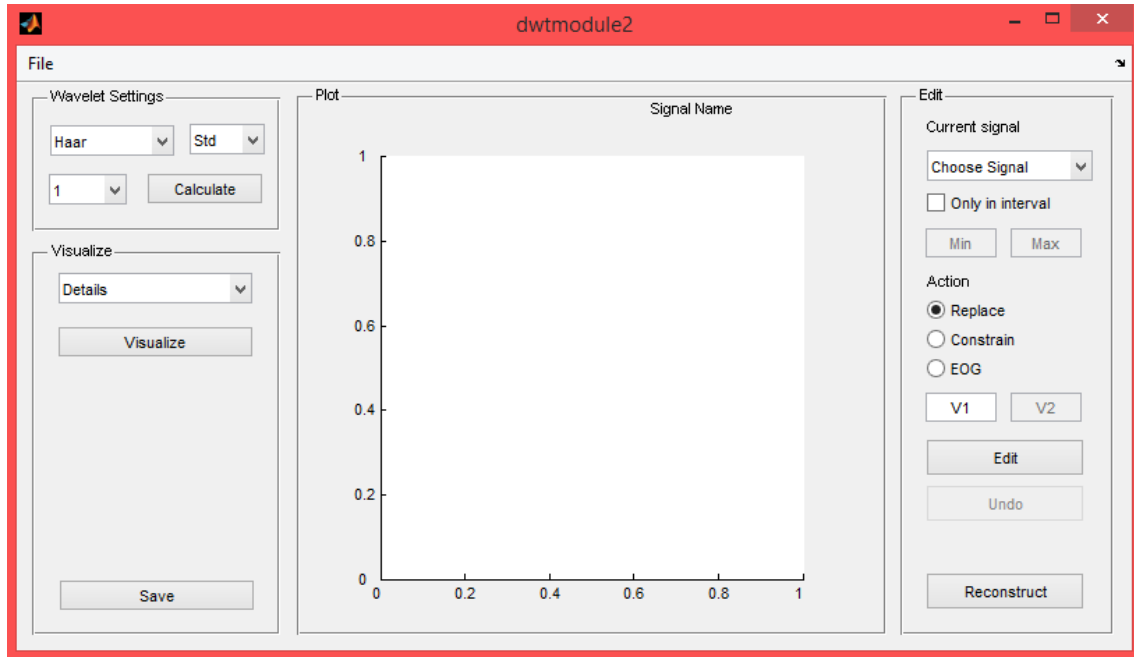 dwtmodule2
File
Wavelet Settings
Haar
Std
1
Calculate
Visualize
Details
Visualize
Save
Plot
Signal Name
1
0.8
0.6
0.4
0.2
0
0 0.2 0.4 0.6 0.8 1
Edit
Current signal
Choose Signal
Only in interval
Min Max
Action
Replace
Constrain
EOG
V1 V2
Edit
Undo
Reconstruct